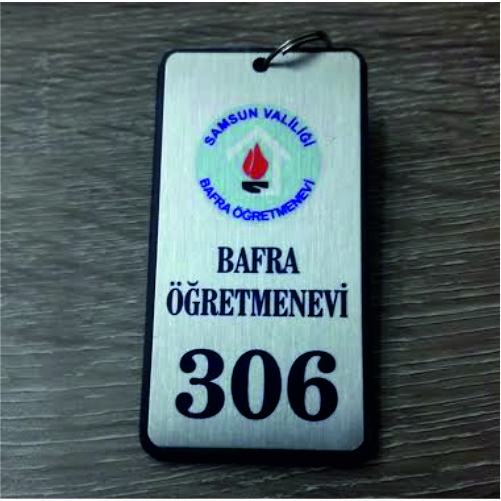 SAMSUN VALİLİĞİ
BAFRA ÖĞRETMENEVİ
BAFRA
ÖĞRETMENEVİ
306